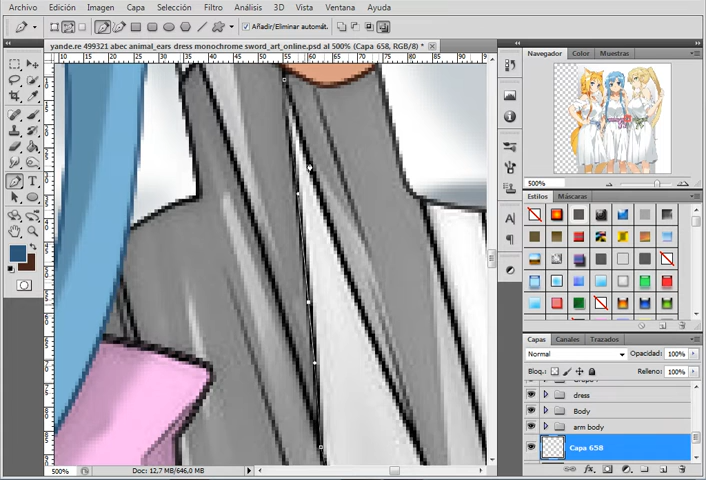 Archivo Edición Imagen Capa Selección Filtro Análisis 3D Vista Ventana Ayuda
Añadir/Eliminar automát.
yande.re 499321 abec animal_ears dress monochrome sword_art_online.psd al 500% (Capa 658, RGB/8) *
Navegador Color Muestras
500%
Estilos Máscaras
Capas Canales Trazados
Normal Opacidad: 100%
Bloq.: Relleno: 100%
dress
Body
arm body
Capa 658
500% Doc: 12,7 MB/646,0 MB